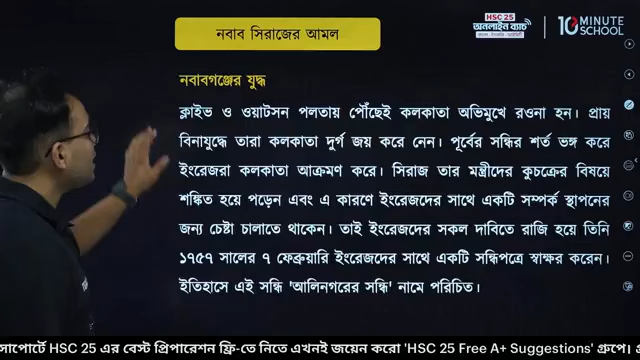 নবাব সিরাজের আমল
HSC 25
অনলাইন ব্যাচ
বাংলা · ইংরেজি · আইসিটি
10 MINUTE SCHOOL
নবাবগঞ্জের যুদ্ধ
ক্লাইভ ও ওয়াটসন পলতায় পৌঁছেই কলকাতা অভিমুখে রওনা হন। প্রায়
বিনাযুদ্ধে তারা কলকাতা দুর্গ জয় করে নেন। পূর্বের সন্ধির শর্ত ভঙ্গ করে
ইংরেজরা কলকাতা আক্রমণ করে। সিরাজ তার মন্ত্রীদের কুচক্রের বিষয়ে
শঙ্কিত হয়ে পড়েন এবং এ কারণে ইংরেজদের সাথে একটি সম্পর্ক স্থাপনের
জন্য চেষ্টা চালাতে থাকেন। তাই ইংরেজদের সকল দাবিতে রাজি হয়ে তিনি
১৭৫৭ সালের ৭ ফেব্রুয়ারি ইংরেজদের সাথে একটি সন্ধিপত্রে স্বাক্ষর করেন।
ইতিহাসে এই সন্ধি 'আলিনগরের সন্ধি' নামে পরিচিত।
সাপোর্টে HSC 25 এর বেস্ট প্রিপারেশন ফ্রি-তে নিতে এখনই জয়েন করো 'HSC 25 Free A+ Suggestions' গ্রুপে।